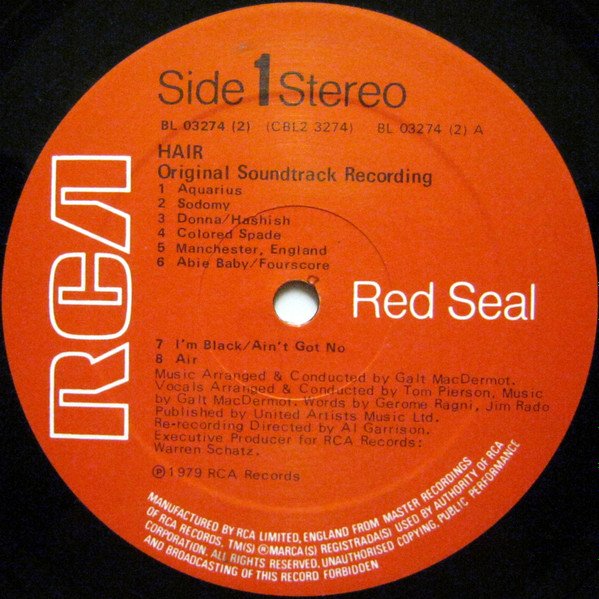 Side 1 Stereo
BL 03274 (2) (CBL2 3274) BL 03274 (2) A
HAIR
Original Soundtrack Recording
1 Aquarius
2 Sodomy
3 Donna/Hashish
4 Colored Spade
5 Manchester, England
6 Abie Baby/Fourscore
RCA
Red Seal
7 I'm Black/Ain't Got No
8 Air
Music Arranged & Conducted by Galt MacDermot.
Vocals Arranged & Conducted by Tom Pierson, Music
by Galt MacDermot. Words by Gerome Ragni, Jim Rado
Published by United Artists Music Ltd.
Re-recording Directed by Al Garrison.
Executive Producer for RCA Records:
Warren Schatz.
Ⓟ1979 RCA Records
MANUFACTURED BY RCA LIMITED, ENGLAND FROM MASTER RECORDINGS
OF RCA RECORDS, TM(S) ® MARCA(S) REGISTRADA(S) USED BY AUTHORITY OF RCA
CORPORATION. ALL RIGHTS RESERVED. UNAUTHORISED COPYING, PUBLIC PERFORMANCE
AND BROADCASTING OF THIS RECORD FORBIDDEN